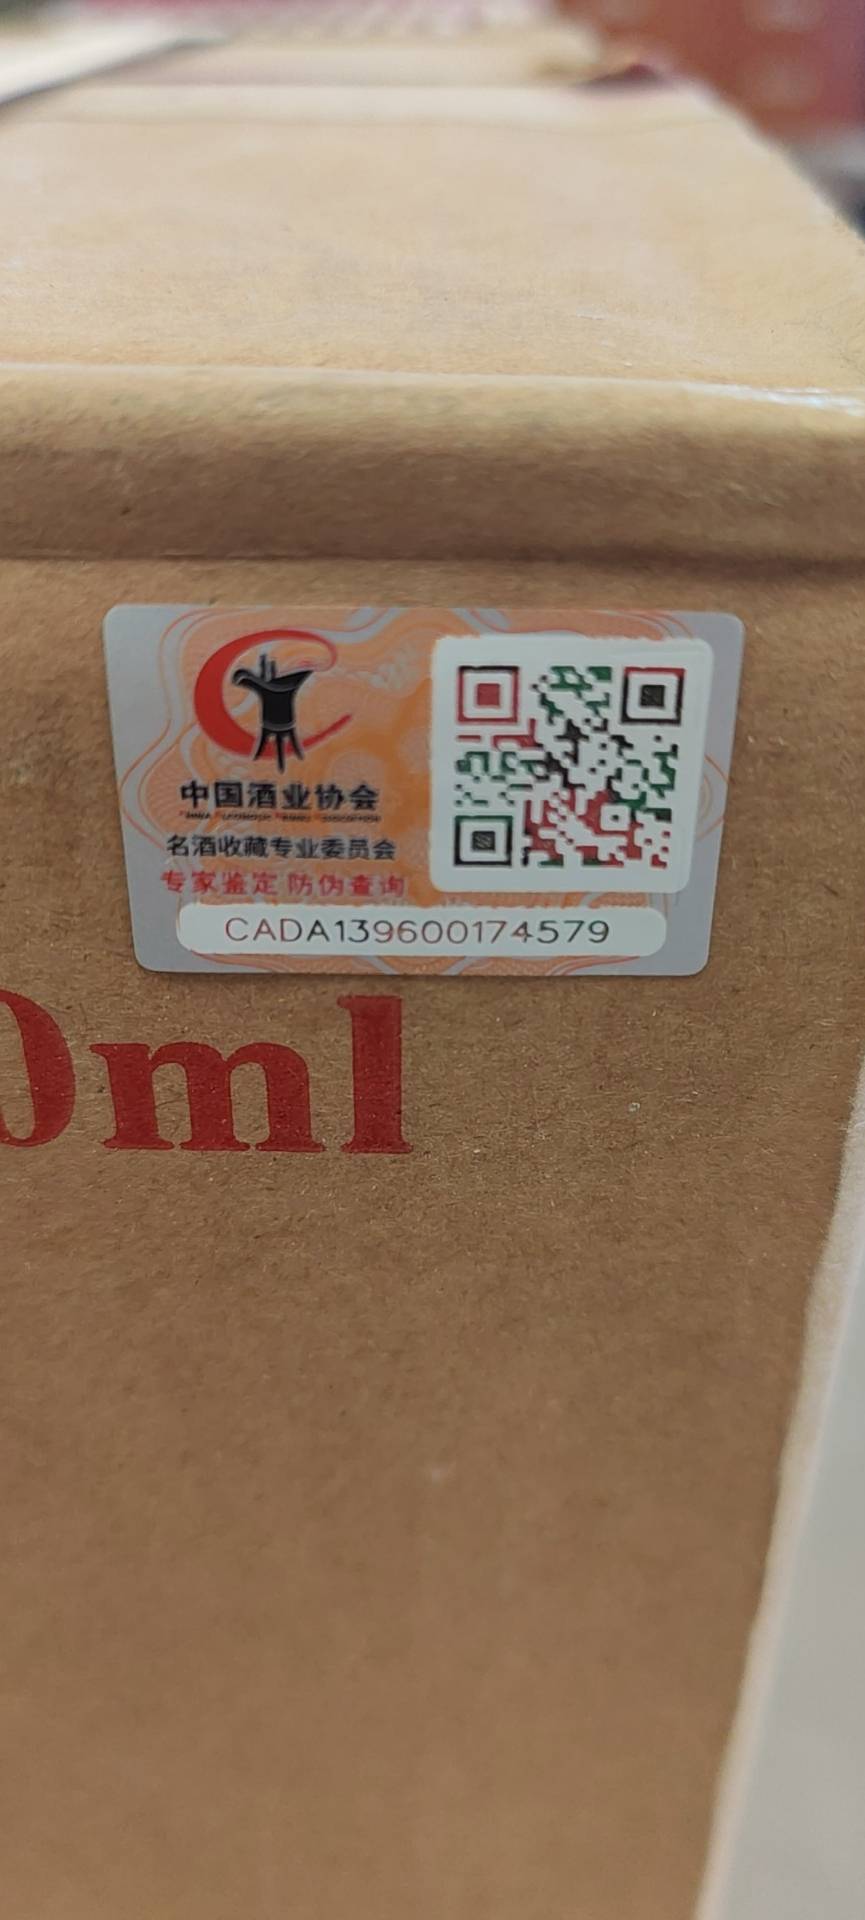 中国酒业协会
名酒收藏专业委员会
专家鉴定 防伪查询
CADA139600174579
0ml